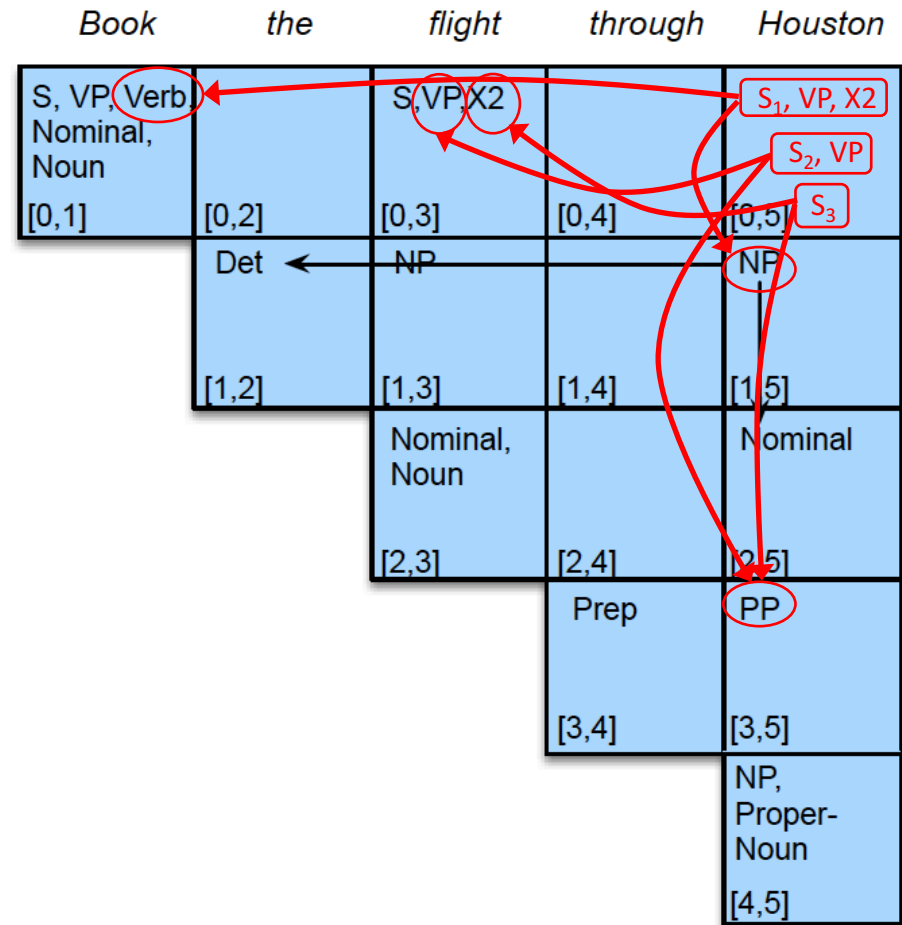 Book the flight through Houston
S, VP, Verb,
Nominal,
Noun
[0,1]
[0,2]
S,VP,X2
[0,3]
[0,4]
S₁, VP, X2
S₂, VP
S₃
[0,5]
Det
[1,2]
NP
[1,3]
[1,4]
NP
[1,5]
Nominal,
Noun
[2,3]
[2,4]
Nominal
[2,5]
Prep
[3,4]
PP
[3,5]
NP,
Proper-
Noun
[4,5]